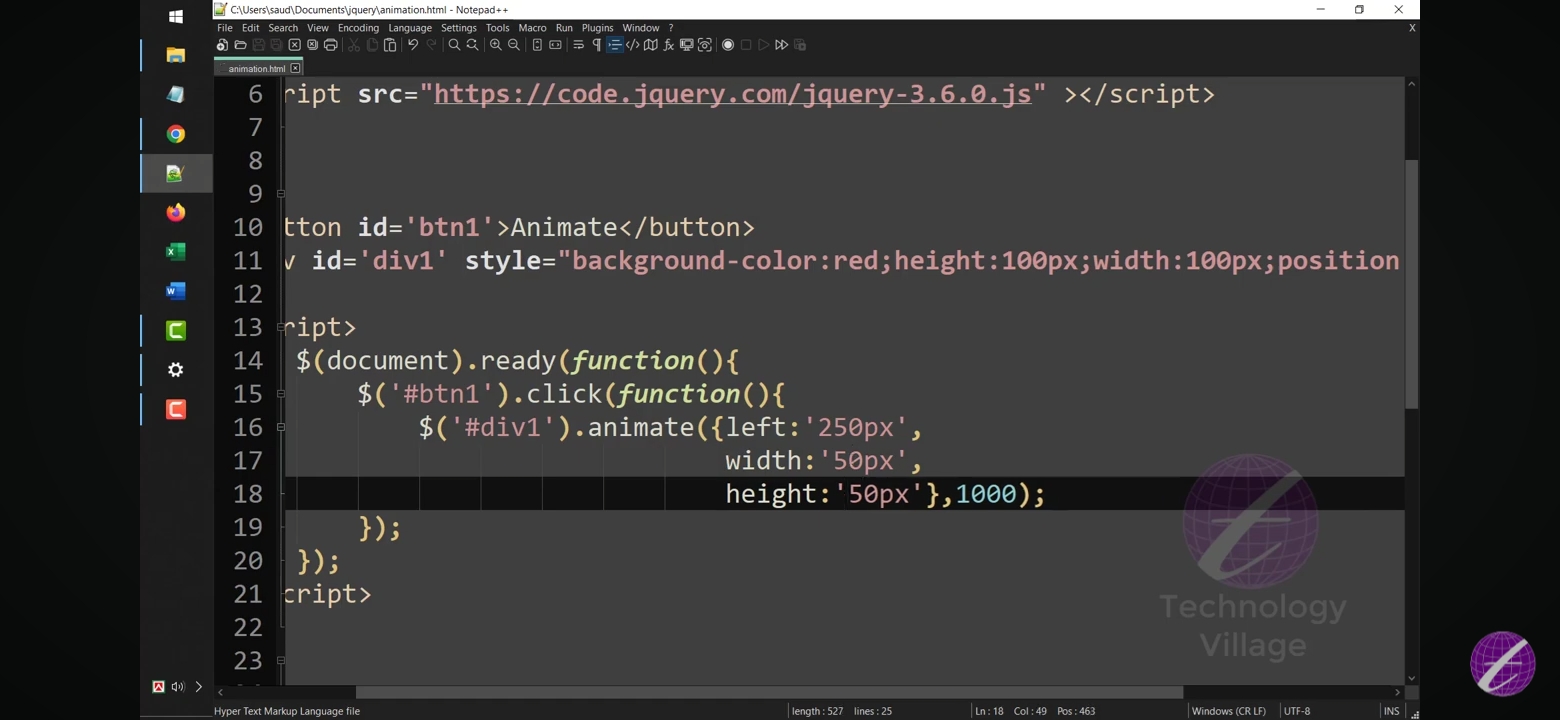 C:\Users\saud\Documents\jquery\animation.html - Notepad++
File Edit Search View Encoding Language Settings Tools Macro Run Plugins Window ? X
animation.html
6 ript src="https://code.jquery.com/jquery-3.6.0.js" ></script>
7
8
9
10 tton id='btn1'>Animate</button>
11 v id='div1' style="background-color:red;height:100px;width:100px;position
12
13 ript>
14 $(document).ready(function(){
15 $('#btn1').click(function(){
16 $('#div1').animate({left:'250px',
17 width:'50px',
18 height:'50px'},1000);
19 });
20 });
21 cript>
22
23
Technology
Village
Hyper Text Markup Language file length : 527 lines : 25 Ln : 18 Col : 49 Pos : 463 Windows (CR LF) UTF-8 INS